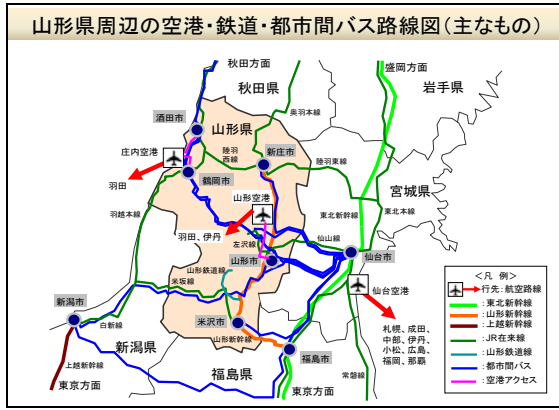 山形県周辺の空港・鉄道・都市間バス路線図(主なもの)
秋田方面
盛岡方面
秋田県
岩手県
奥羽本線
酒田市
山形県
庄内空港
陸羽西線
新庄市
陸羽東線
羽田
鶴岡市
宮城県
山形空港
羽越本線
東北新幹線
東北本線
羽田、伊丹
左沢線
仙山線
仙台市
山形市
山形鉄道線
米坂線
仙台空港
新潟市
米沢市
白新線
山形新幹線
札幌、成田、
中部、伊丹、
小松、広島、
福岡、那覇
新潟県
福島市
上越新幹線
福島県
常磐線
東京方面
東京方面
<凡 例>
:行先:航空路線
:東北新幹線
:山形新幹線
:上越新幹線
:JR在来線
:山形鉄道線
:都市間バス
:空港アクセス